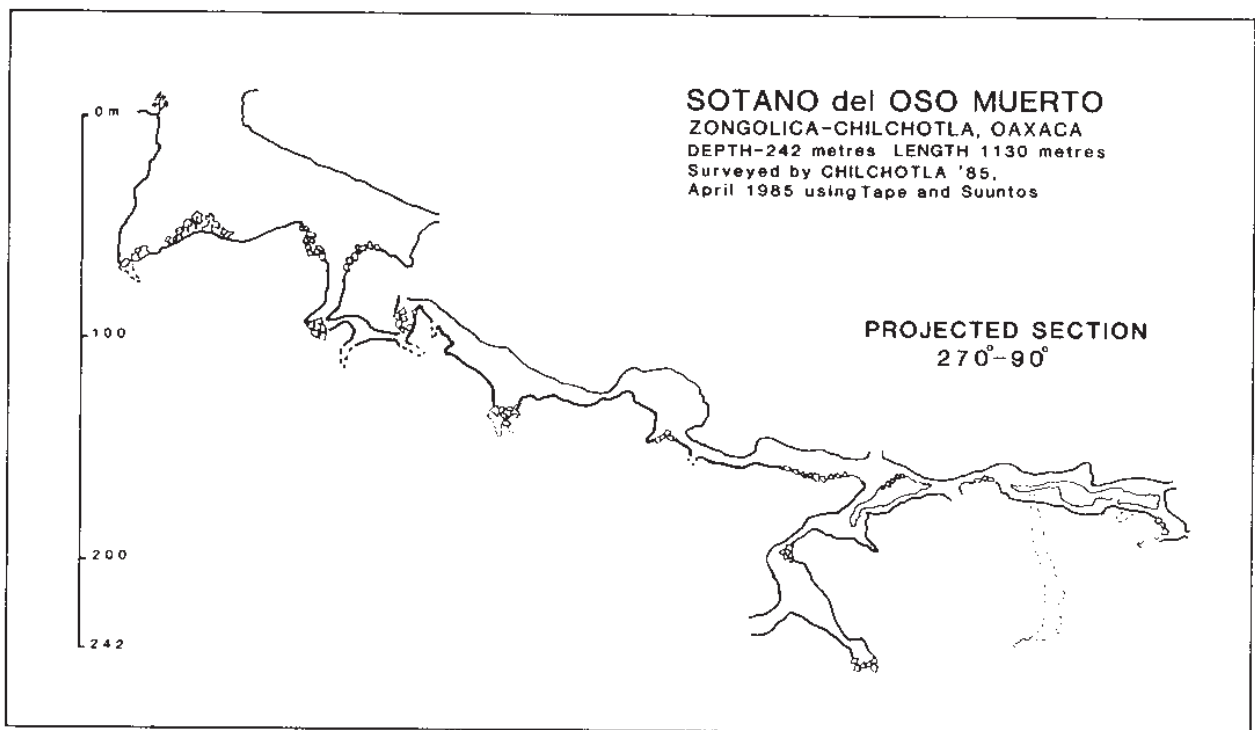 SOTANO del OSO MUERTO
ZONGOLICA-CHILCHOTLA, OAXACA
DEPTH-242 metres LENGTH 1130 metres
Surveyed by CHILCHOTLA '85,
April 1985 using Tape and Suuntos
0m
100
200
242
PROJECTED SECTION
270°-90°